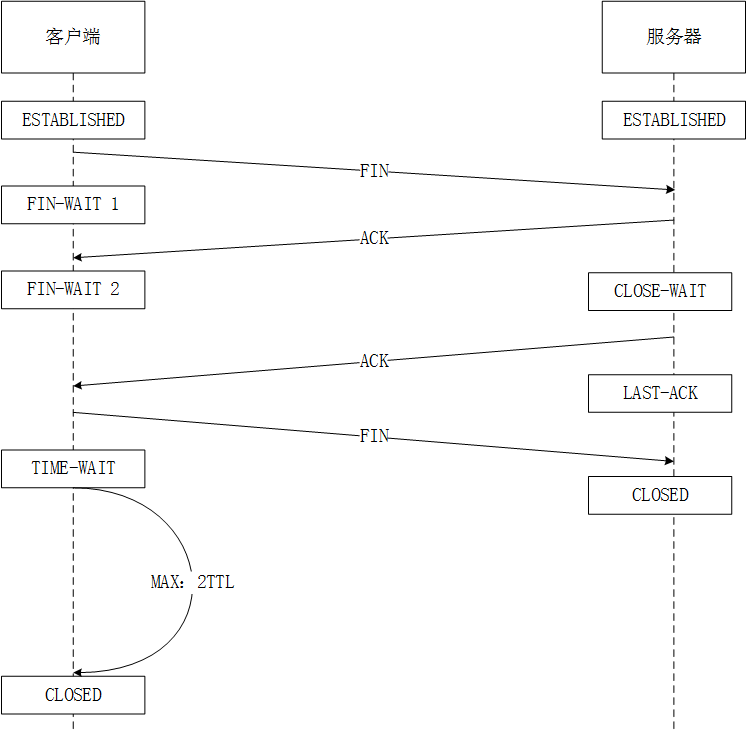 客户端
服务器
ESTABLISHED
ESTABLISHED
FIN
FIN-WAIT 1
ACK
FIN-WAIT 2
CLOSE-WAIT
ACK
LAST-ACK
FIN
TIME-WAIT
CLOSED
MAX: 2TTL
CLOSED